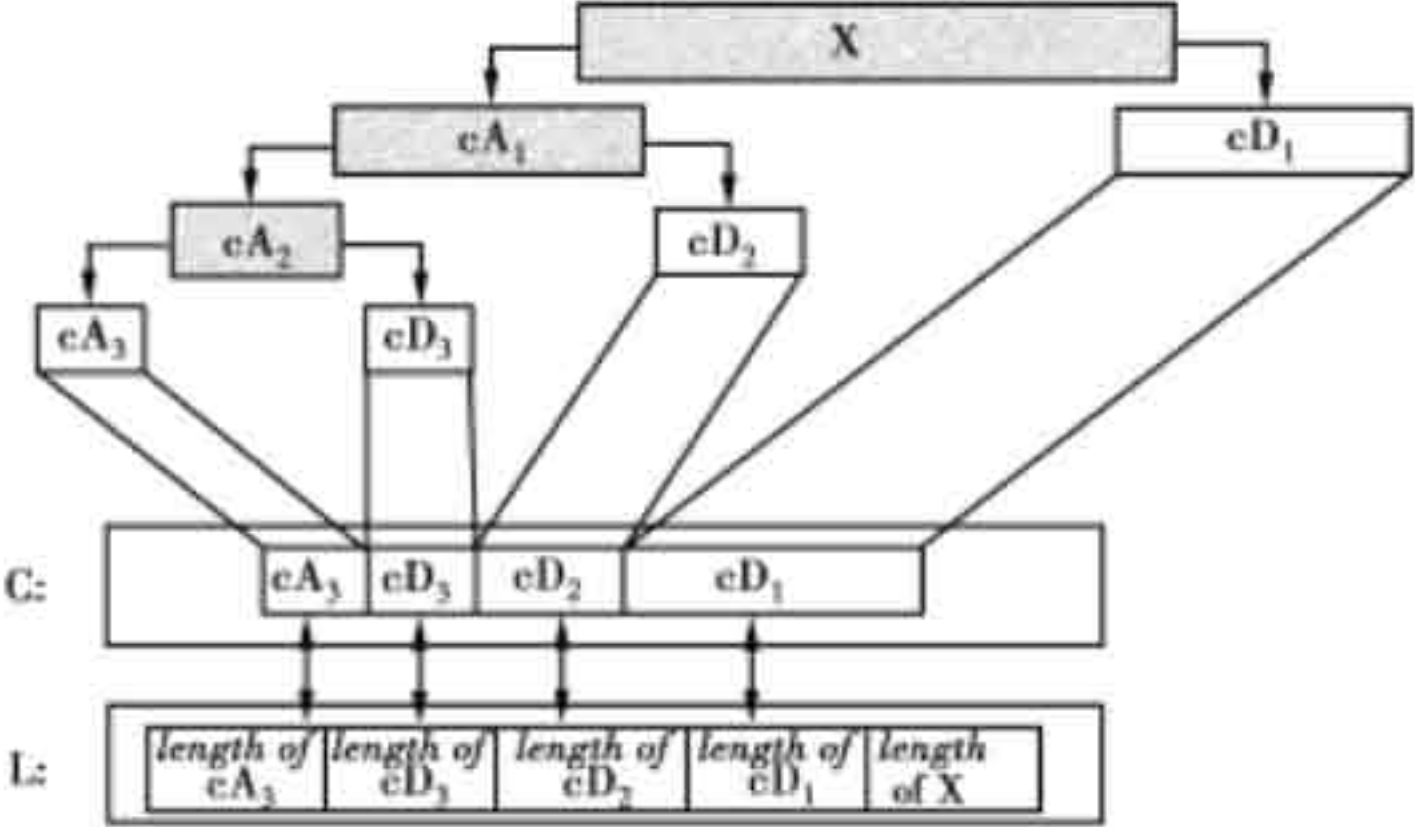 X
cA₁
cD₁
cA₂
cD₂
cA₃
cD₃
C:
cA₃ cD₃ cD₂ cD₁
L:
length of length of length of length of length
cA₃ cD₃ cD₂ cD₁ of X